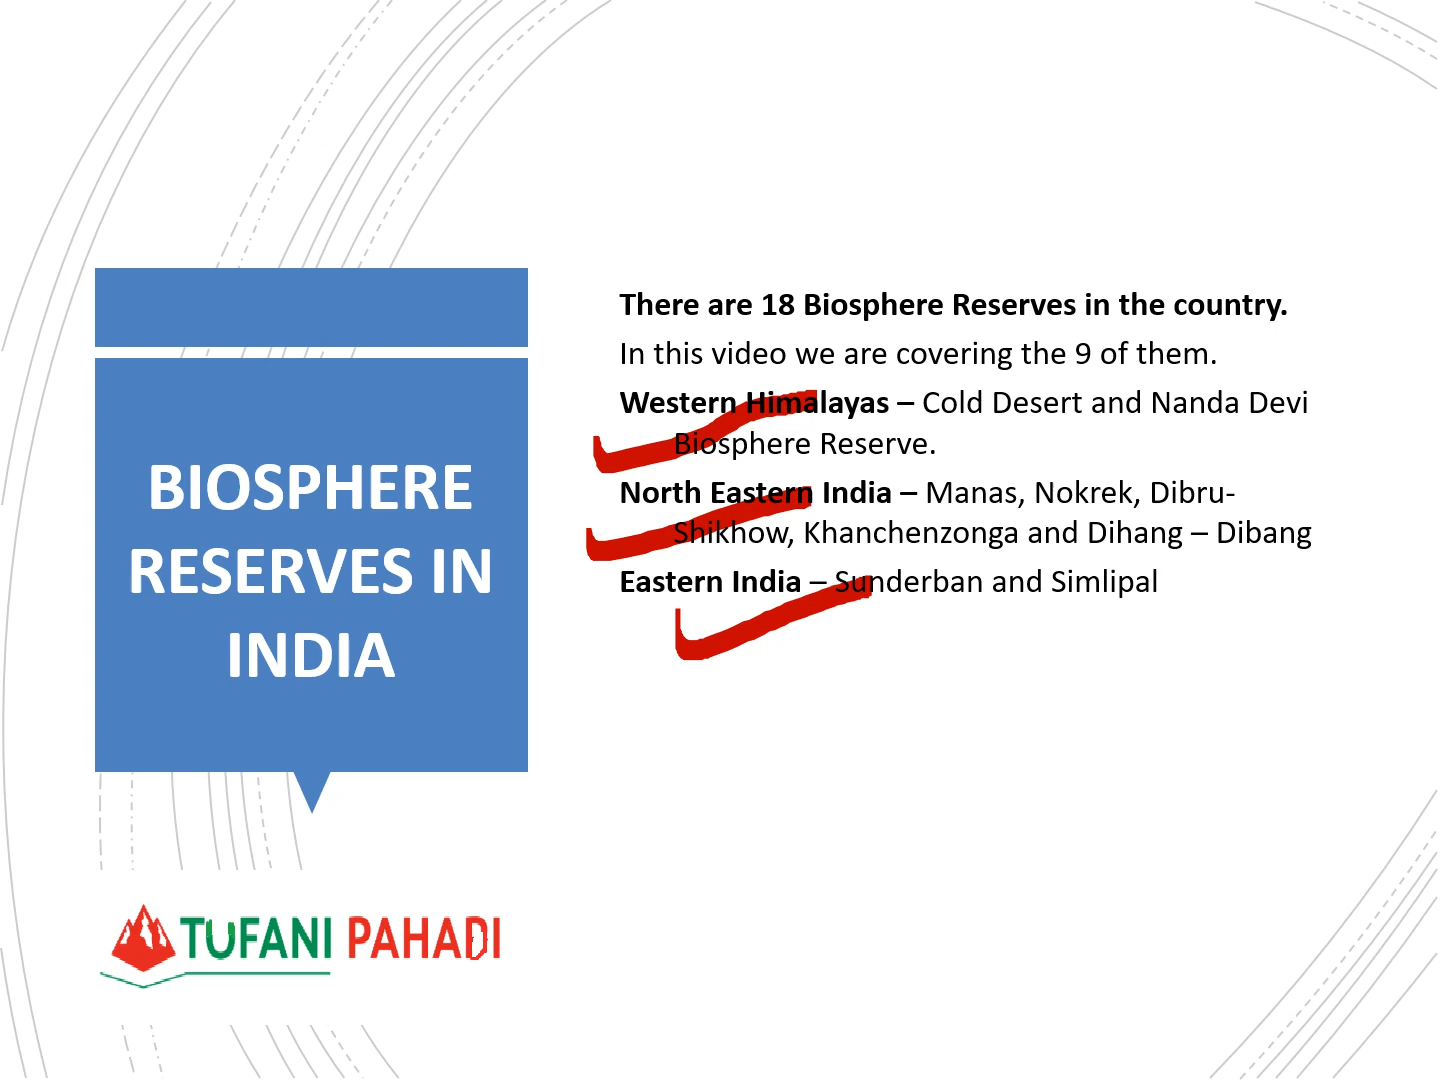 BIOSPHERE
RESERVES IN
INDIA
There are 18 Biosphere Reserves in the country.
In this video we are covering the 9 of them.
Western Himalayas – Cold Desert and Nanda Devi
Biosphere Reserve.
North Eastern India – Manas, Nokrek, Dibru-
Shikhow, Khanchenzonga and Dihang – Dibang
Eastern India – Sunderban and Simlipal
TUFANI PAHADI